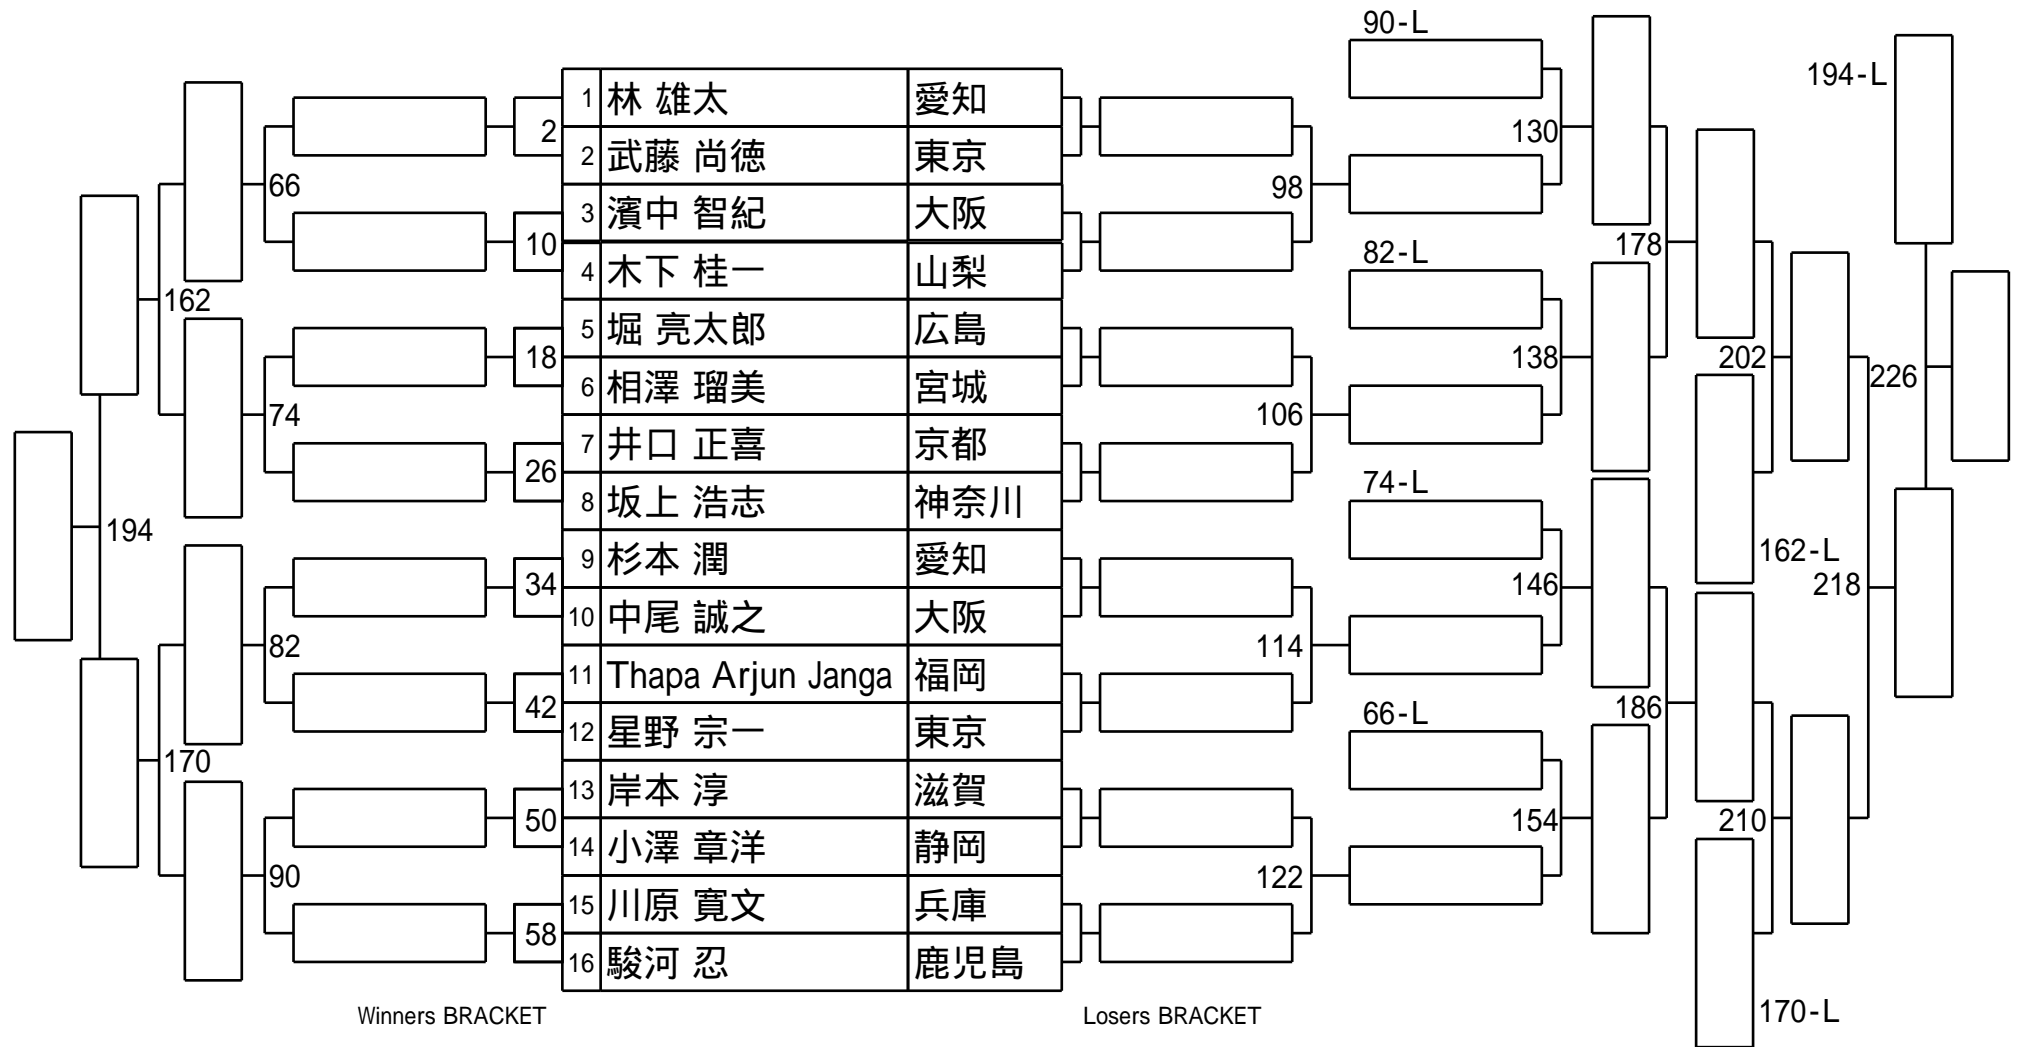 90-L
194-L
1 林 雄太 愛知
2
130
2 武藤 尚徳 東京
66
98
3 濱中 智紀 大阪
10
178
82-L
4 木下 桂一 山梨
162
5 堀 亮太郎 広島
18
138
202
226
6 相澤 瑠美 宮城
74
106
7 井口 正喜 京都
26
74-L
8 坂上 浩志 神奈川
194
162-L
9 杉本 潤 愛知
34
146
218
10 中尾 誠之 大阪
82
114
11 Thapa Arjun Janga 福岡
42
66-L
186
12 星野 宗一 東京
170
13 岸本 淳 滋賀
50
154
210
14 小澤 章洋 静岡
90
122
15 川原 寛文 兵庫
58
16 駿河 忍 鹿児島
Winners BRACKET
Losers BRACKET
170-L